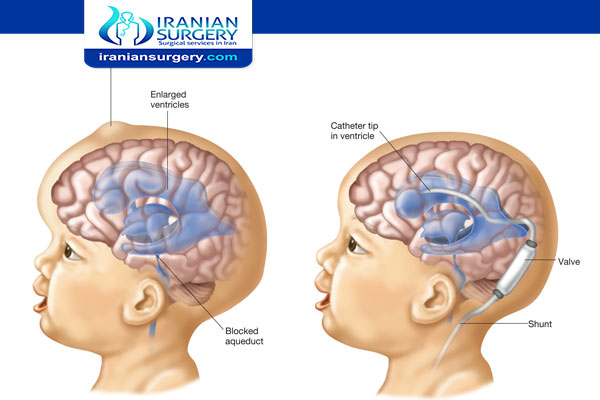 IRANIAN
SURGERY
Surgical services in Iran
iraniansurgery.com
Enlarged
ventricles
Catheter tip
in ventricle
Valve
Blocked
aqueduct
Shunt